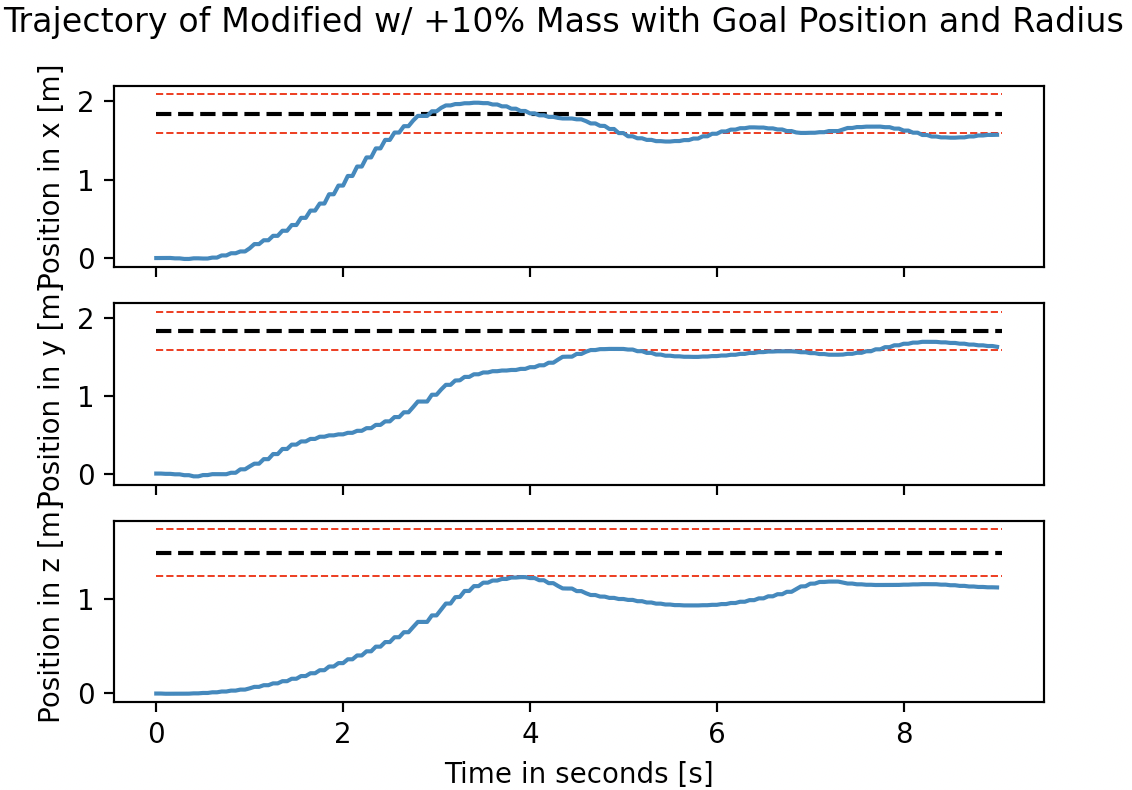 Trajectory of Modified w/ +10% Mass with Goal Position and Radius
Position in x [m]
2
1
0
Position in y [m]
2
1
0
Position in z [m]
1
0
0 2 4 6 8
Time in seconds [s]